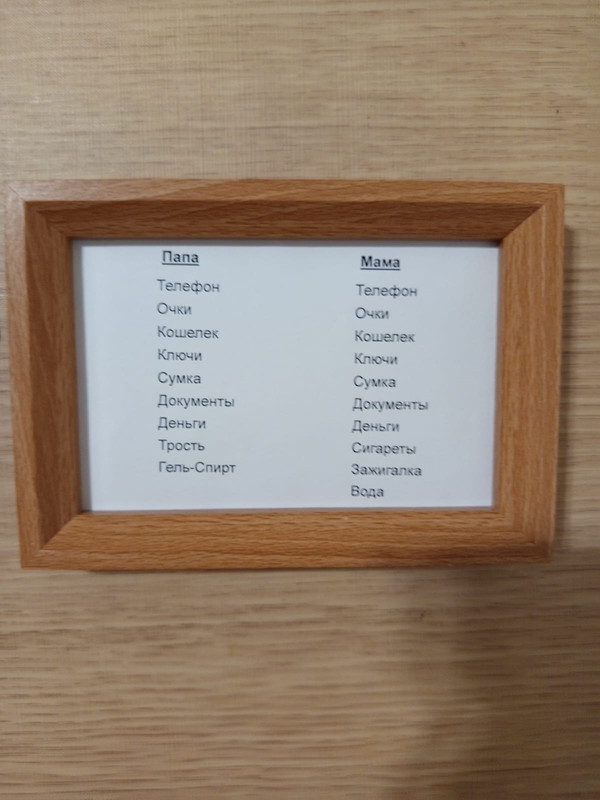 Папа
Телефон
Очки
Кошелек
Ключи
Сумка
Документы
Деньги
Трость
Гель-Спирт
Мама
Телефон
Очки
Кошелек
Ключи
Сумка
Документы
Деньги
Сигареты
Зажигалка
Вода